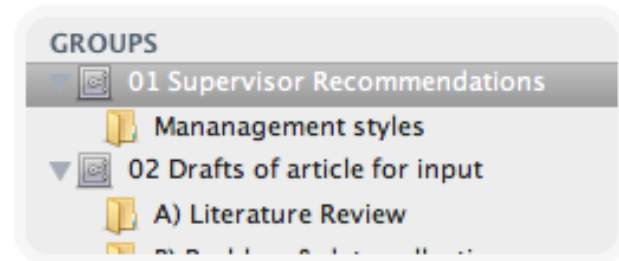 GROUPS
01 Supervisor Recommendations
Mananagement styles
02 Drafts of article for input
A) Literature Review